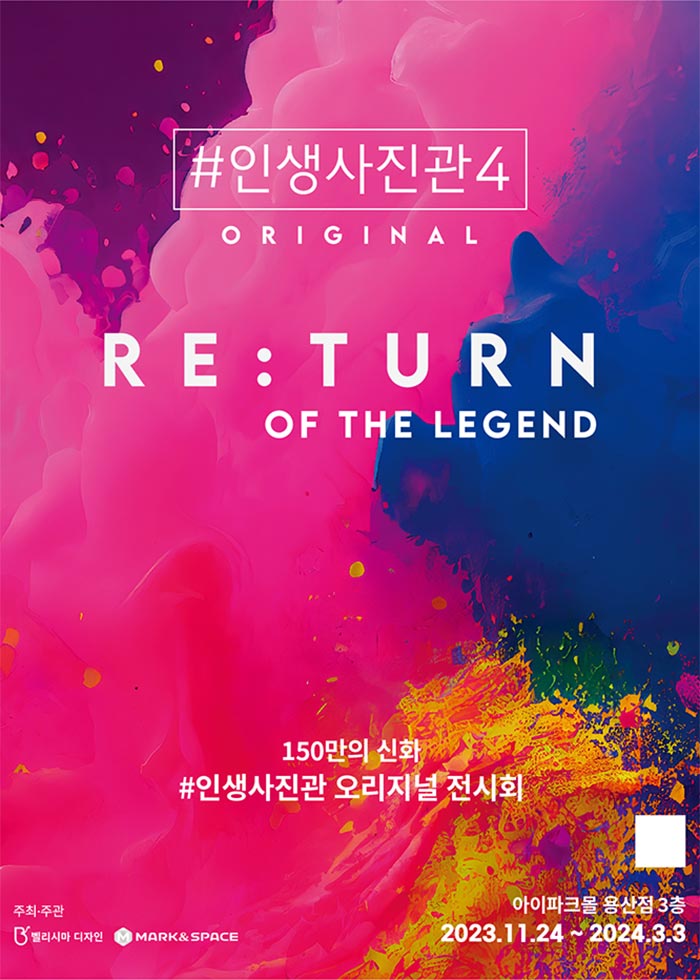 #인생사진관4
ORIGINAL
RE:TURN
OF THE LEGEND
150만의 신화
#인생사진관 오리지널 전시회
주최·주관
벨리시마 디자인 MARK&SPACE
아이파크몰 용산점 3층
2023.11.24 ~ 2024.3.3